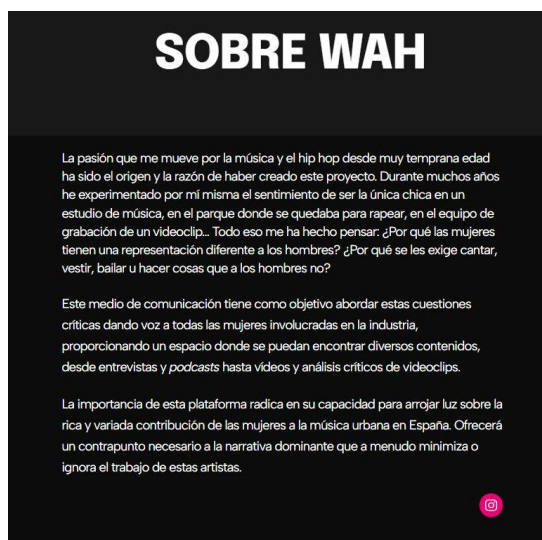 SOBRE WAH
La pasión que me mueve por la música y el hip hop desde muy temprana edad
ha sido el origen y la razón de haber creado este proyecto. Durante muchos años
he experimentado por mí misma el sentimiento de ser la única chica en un
estudio de música, en el parque donde se quedaba para rapear, en el equipo de
grabación de un videoclip... Todo eso me ha hecho pensar: ¿Por qué las mujeres
tienen una representación diferente a los hombres? ¿Por qué se les exige cantar,
vestir, bailar u hacer cosas que a los hombres no?
Este medio de comunicación tiene como objetivo abordar estas cuestiones
críticas dando voz a todas las mujeres involucradas en la industria,
proporcionando un espacio donde se puedan encontrar diversos contenidos,
desde entrevistas y podcasts hasta vídeos y análisis críticos de videoclips.
La importancia de esta plataforma radica en su capacidad para arrojar luz sobre la
rica y variada contribución de las mujeres a la música urbana en España. Ofrecerá
un contrapunto necesario a la narrativa dominante que a menudo minimiza o
ignora el trabajo de estas artistas.